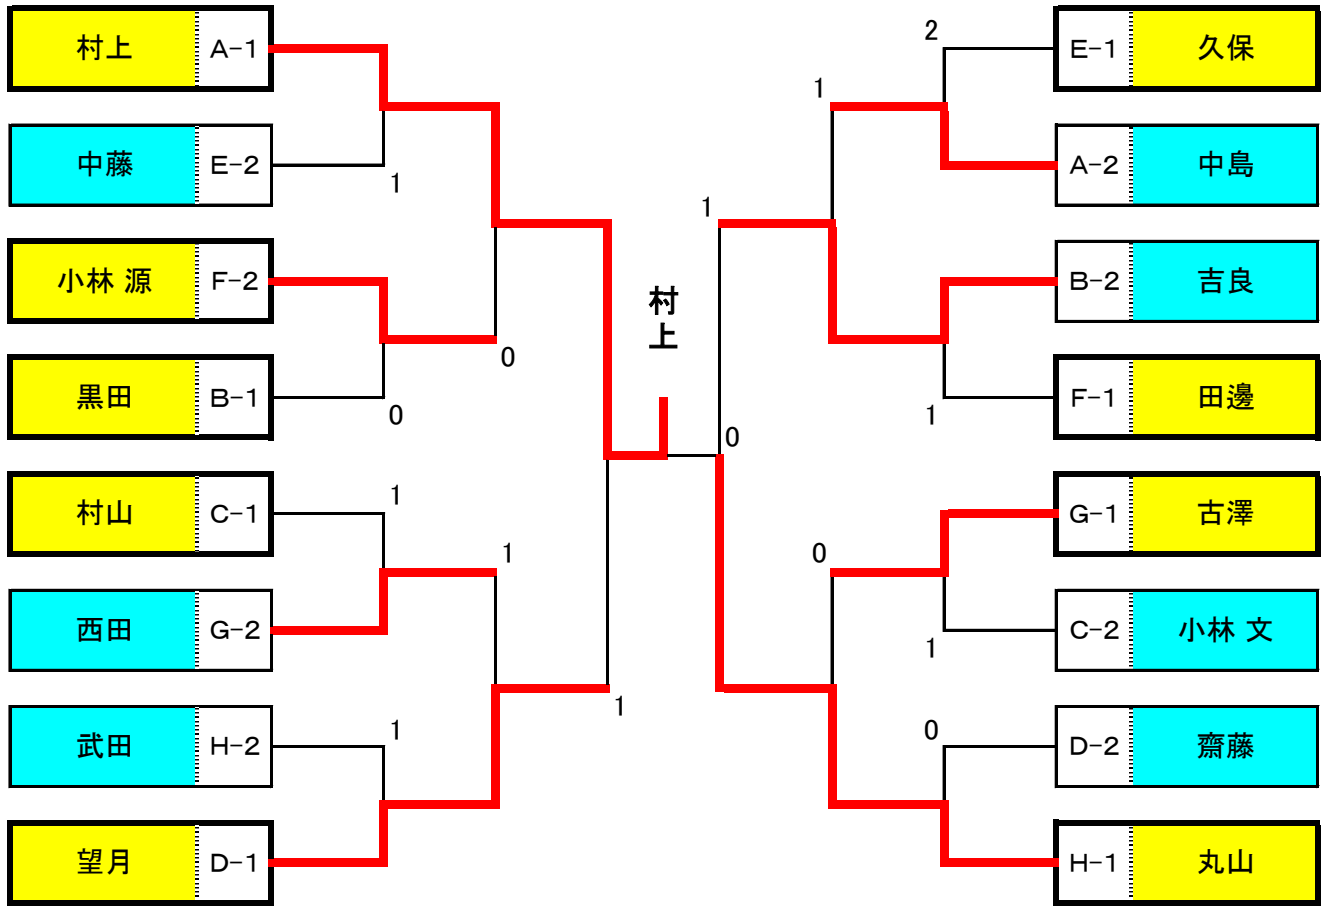 村上 A-1
中藤 E-2
1
小林 源 F-2
0
黒田 B-1
0
村山 C-1
1
西田 G-2
1
武田 H-2
1
望月 D-1
1
村上
0
2
E-1 久保
1
A-2 中島
1
B-2 吉良
F-1 田邊
1
G-1 古澤
0
C-2 小林 文
1
D-2 齋藤
0
H-1 丸山